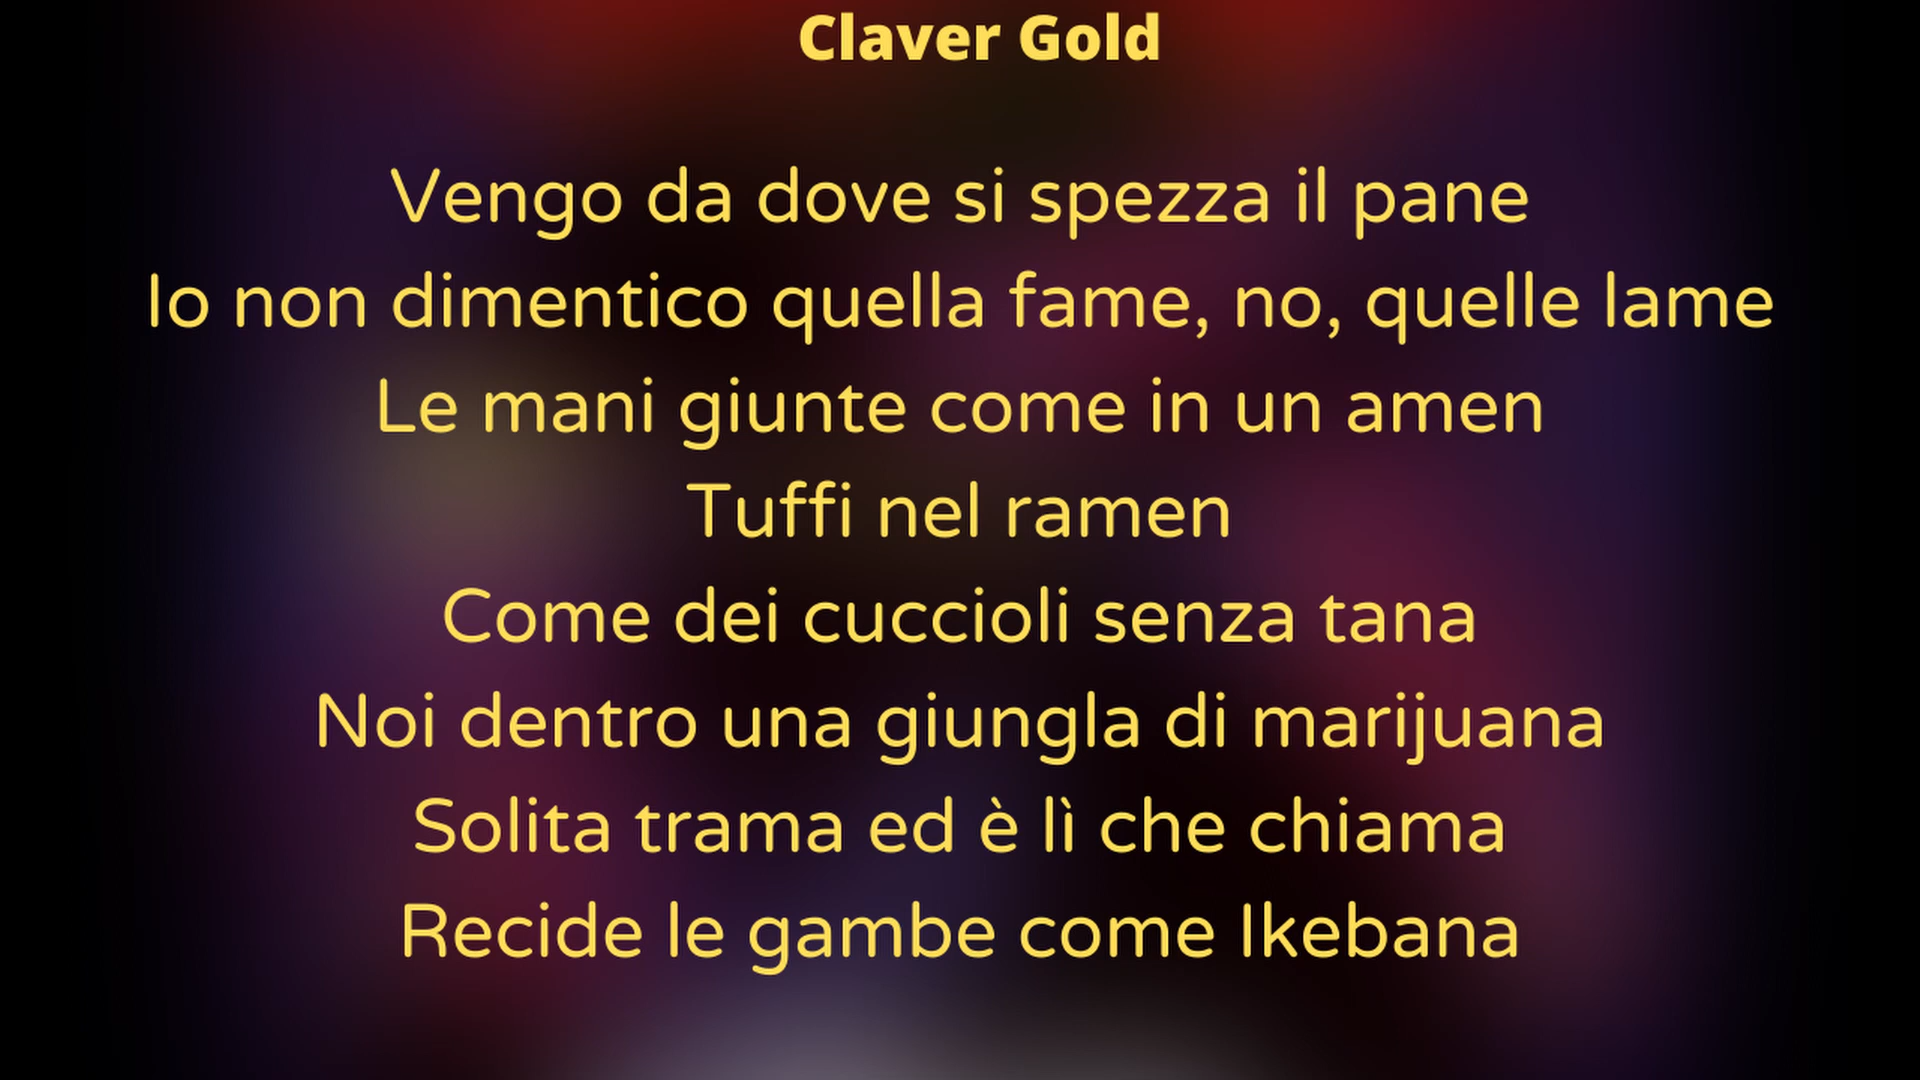 Claver Gold
Vengo da dove si spezza il pane
Io non dimentico quella fame, no, quelle lame
Le mani giunte come in un amen
Tuffi nel ramen
Come dei cuccioli senza tana
Noi dentro una giungla di marijuana
Solita trama ed è lì che chiama
Recide le gambe come Ikebana